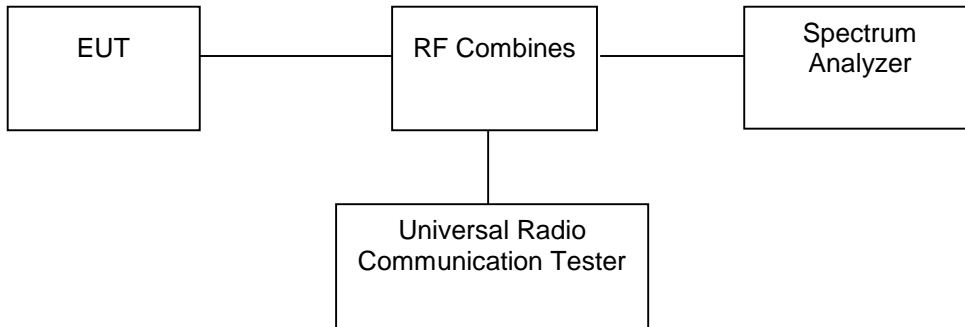 EUT
RF Combines
Spectrum
Analyzer
Universal Radio
Communication Tester